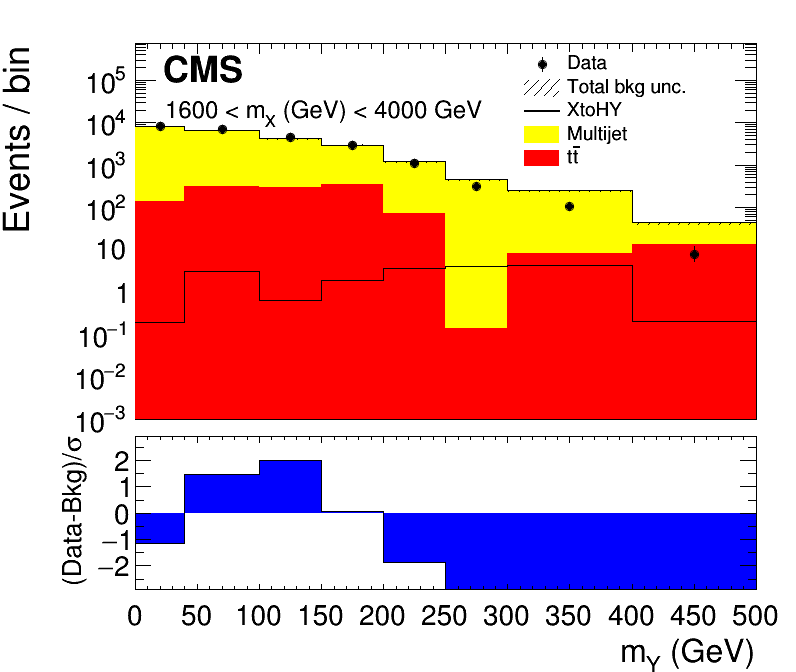 CMS
1600 < m_X (GeV) < 4000 GeV
Data
Total bkg unc.
XtoHY
Multijet
tt̄
Events / bin
10^5
10^4
10^3
10^2
10
1
10^−1
10^−2
10^−3
(Data-Bkg)/σ
2
1
0
−1
−2
0 50 100 150 200 250 300 350 400 450 500
m_Y (GeV)